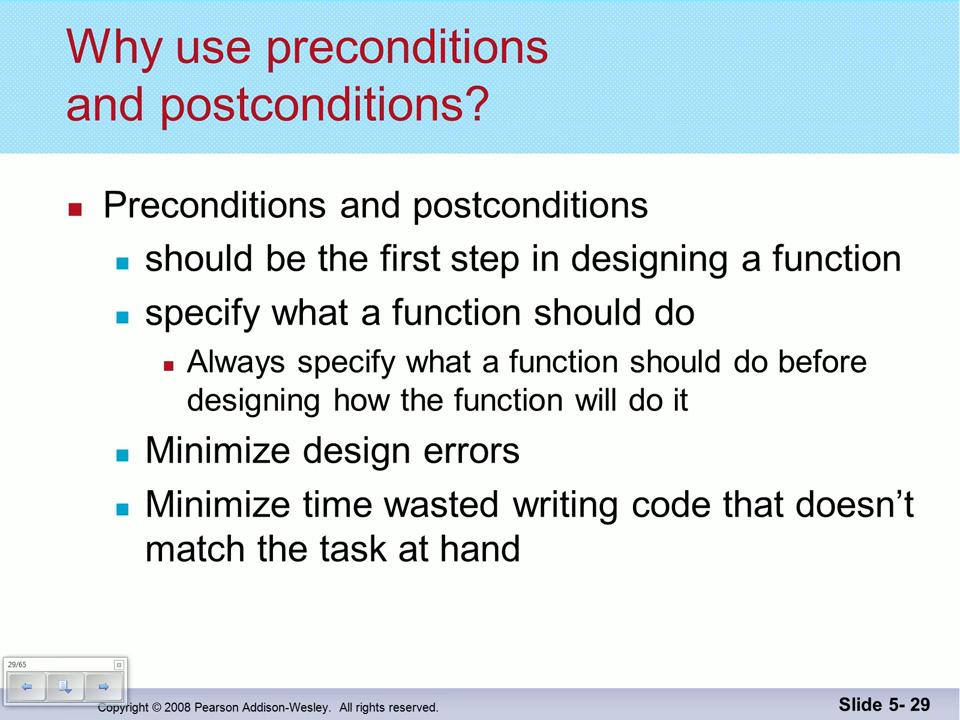 Why use preconditions
and postconditions?
Preconditions and postconditions
should be the first step in designing a function
specify what a function should do
Always specify what a function should do before
designing how the function will do it
Minimize design errors
Minimize time wasted writing code that doesn’t
match the task at hand
29/65
Copyright © 2008 Pearson Addison-Wesley. All rights reserved.
Slide 5- 29